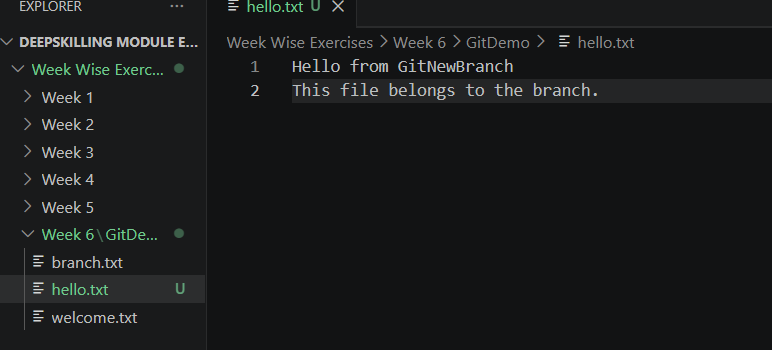 EXPLORER ···
DEEPSKILLING MODULE E...
Week Wise Exerc...
Week 1
Week 2
Week 3
Week 4
Week 5
Week 6\GitDe...
branch.txt
hello.txt U
welcome.txt
hello.txt U
Week Wise Exercises > Week 6 > GitDemo > hello.txt
1 Hello from GitNewBranch
2 This file belongs to the branch.